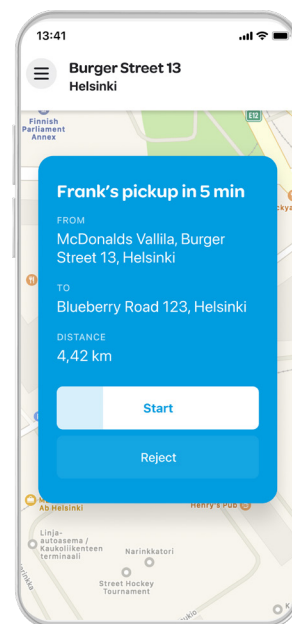 13:41
Burger Street 13
Helsinki
Finnish
Parliament
Annex
E12
Frank's pickup in 5 min
FROM
McDonalds Vallila, Burger
Street 13, Helsinki
TO
Blueberry Road 123, Helsinki
DISTANCE
4,42 km
Start
Reject
Ab Helsinki
Henry's Pub
Linja-
autoasema /
Kaukoliikenteen
terminaali
Narinkkatori
Street Hockey
Tournament